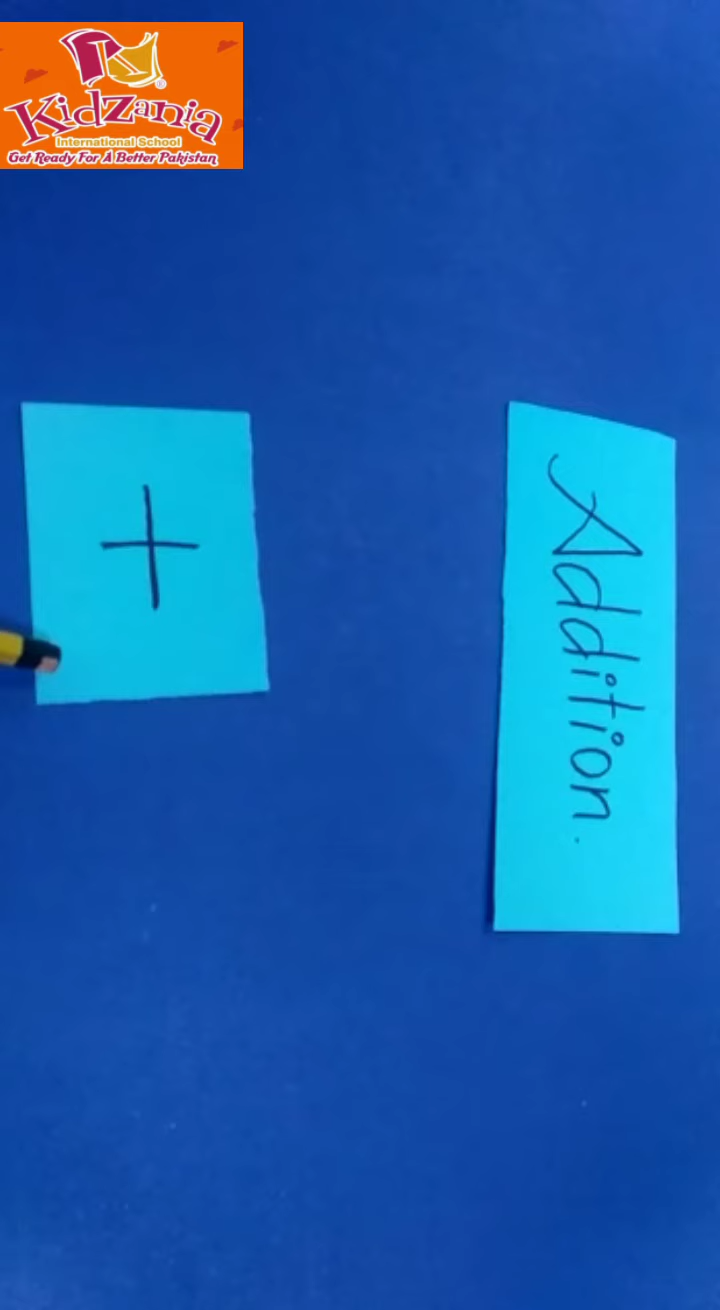 KidZania
International School
Get Ready For A Better Pakistan
Addition.
+